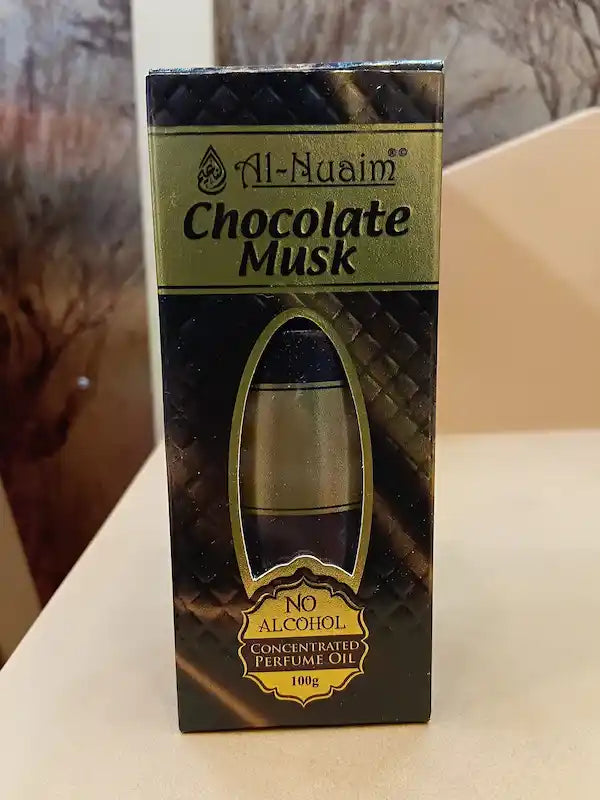 Al-Nuaim®©
Chocolate
Musk
NO
ALCOHOL
CONCENTRATED
PERFUME OIL
100g